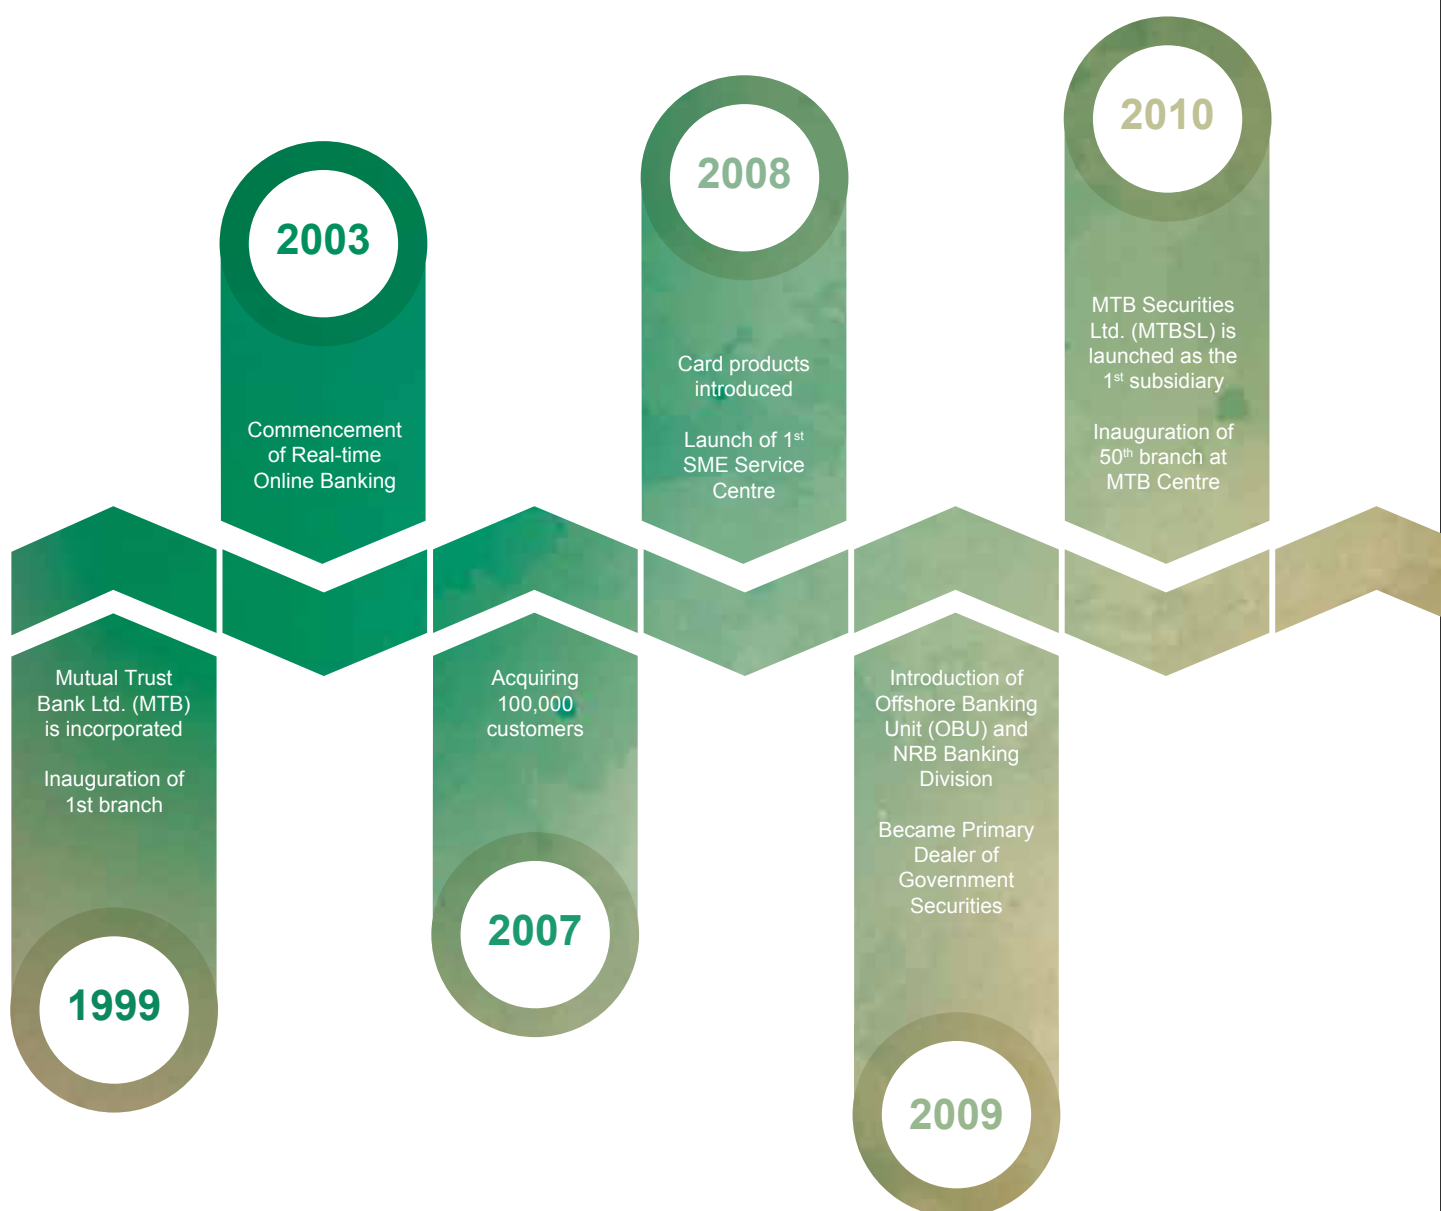 1999
Mutual Trust
Bank Ltd. (MTB)
is incorporated
Inauguration of
1st branch
2003
Commencement
of Real-time
Online Banking
2007
Acquiring
100,000
customers
2008
Card products
introduced
Launch of 1st
SME Service
Centre
2009
Introduction of
Offshore Banking
Unit (OBU) and
NRB Banking
Division
Became Primary
Dealer of
Government
Securities
2010
MTB Securities
Ltd. (MTBSL) is
launched as the
1st subsidiary
Inauguration of
50th branch at
MTB Centre